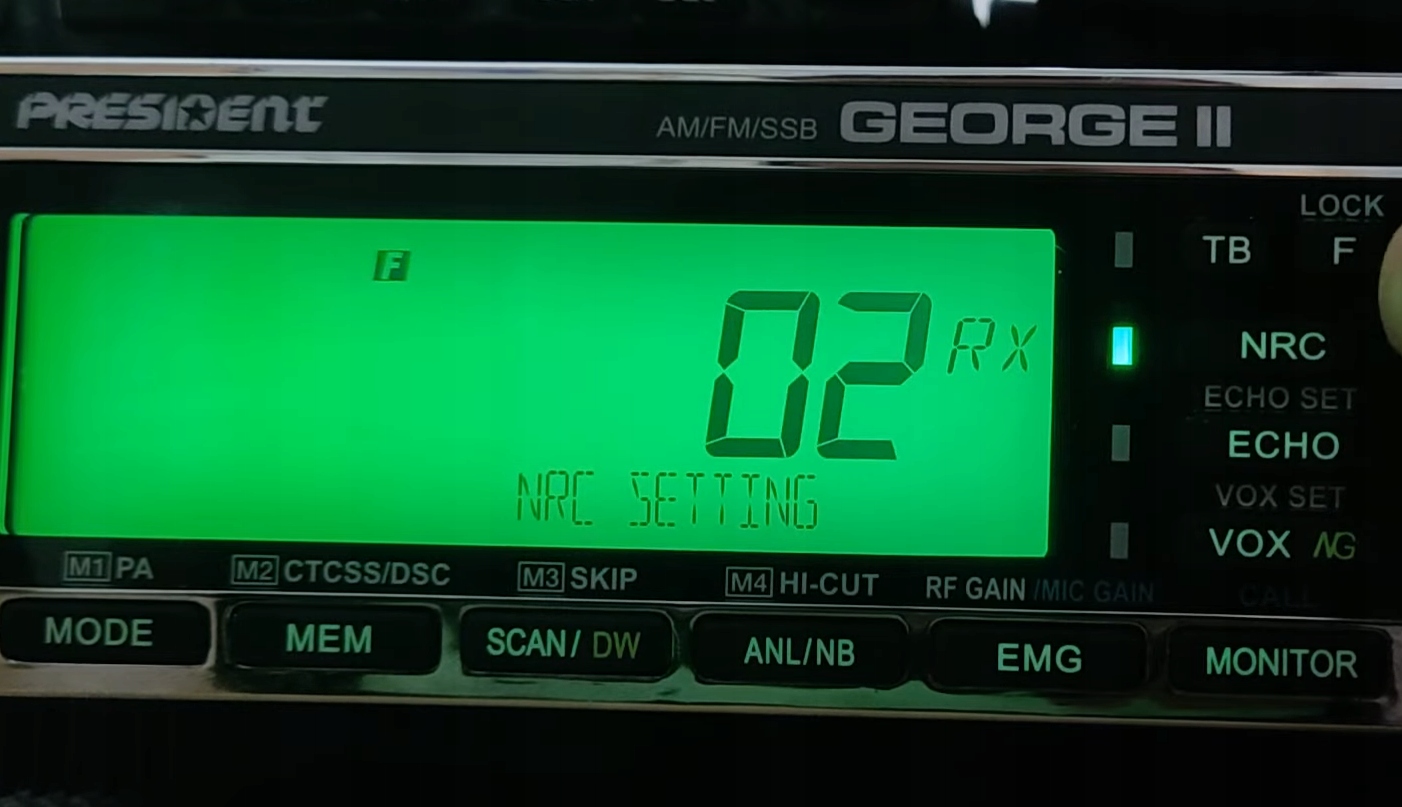 PRESIDENT AM/FM/SSB GEORGE II
LOCK
TB F
F
02 RX
NRC
ECHO SET
ECHO
NRC SETTING
VOX SET
VOX NG
M1 PA M2 CTCSS/DSC M3 SKIP M4 HI-CUT RF GAIN /MIC GAIN CALL
MODE MEM SCAN/ DW ANL/NB EMG MONITOR